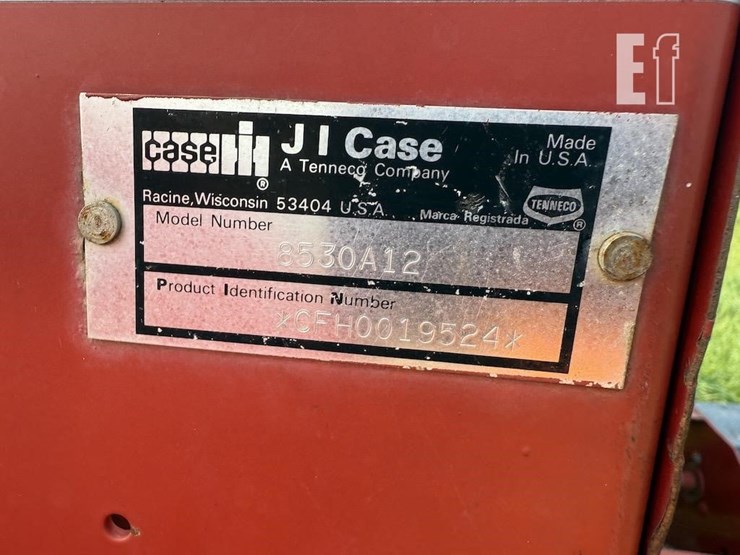 Ef
case IH ®
J I Case
A Tenneco Company
Made
In U.S.A.
Racine, Wisconsin 53404 U.S.A.
Marca Registrada
TENNECO ®
Model Number
8530A12
Product Identification Number
*CFH0019524*